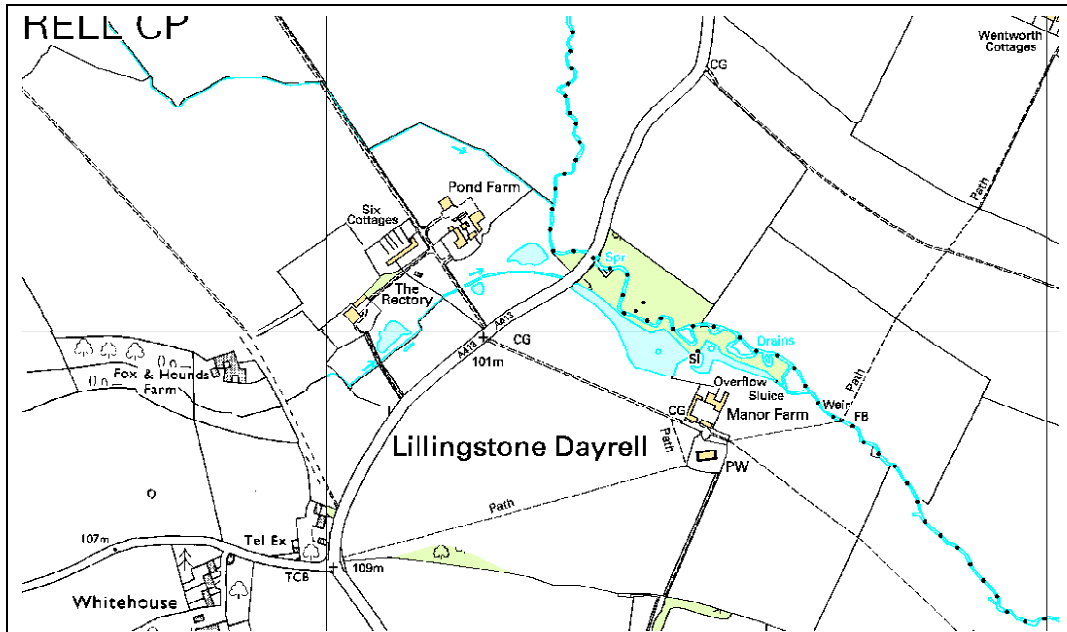 RELL CP
Wentworth
Cottages
CG
Path
Pond Farm
Six
Cottages
Spr
The
Rectory
A413
A413
CG
101m
Drains
Sl
Fox & Hounds
Farm
Overflow
Sluice
CG
Manor Farm
Weir
FB
Path
Lillingstone Dayrell
Path
PW
Path
107m
Tel Ex
TCB
109m
Whitehouse